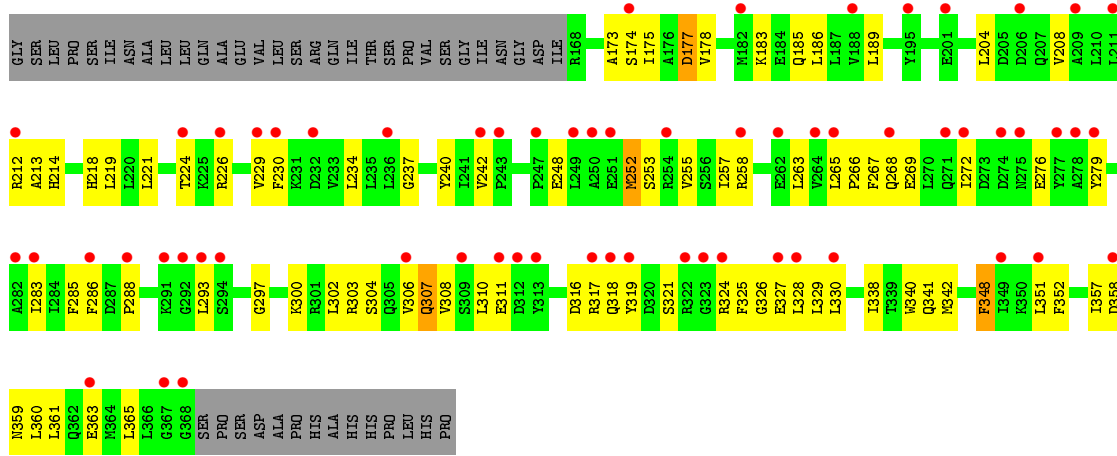 GLY SER LEU PRO SER ILE ASN ALA LEU LEU GLN ALA GLU VAL LEU SER ARG GLN ILE THR SER PRO VAL SER GLY ILE ASN GLY ASP ILE R168 A173 S174 I175 A176 D177 V178 M182 K183 E184 Q185 L186 L187 V188 L189 Y195 E201 L204 D205 D206 Q207 V208 A209 L210 L211
R212 A213 H214 H218 L219 L220 L221 T224 K225 R226 V229 F230 K231 D232 V233 L234 L235 L236 G237 Y240 I241 V242 P243 P247 E248 L249 A250 E251 M252 S253 R254 V255 S256 I257 R258 E262 L263 V264 L265 P266 F267 Q268 E269 L270 Q271 I272 D273 D274 N275 E276 Y277 A278 Y279
A282 I283 I284 F285 F286 D287 P288 K291 G292 L293 S294 G297 K300 R301 L302 R303 S304 Q305 V306 Q307 V308 S309 L310 E311 D312 Y313 D316 R317 Q318 Y319 D320 S321 R322 G323 R324 F325 G326 E327 L328 L329 L330 I338 T339 W340 Q341 M342 F348 I349 K350 L351 F352 I357 D358
N359 L360 L361 Q362 E363 M364 L365 L366 G367 G368 SER PRO SER ASP ALA PRO HIS ALA HIS HIS PRO LEU HIS PRO